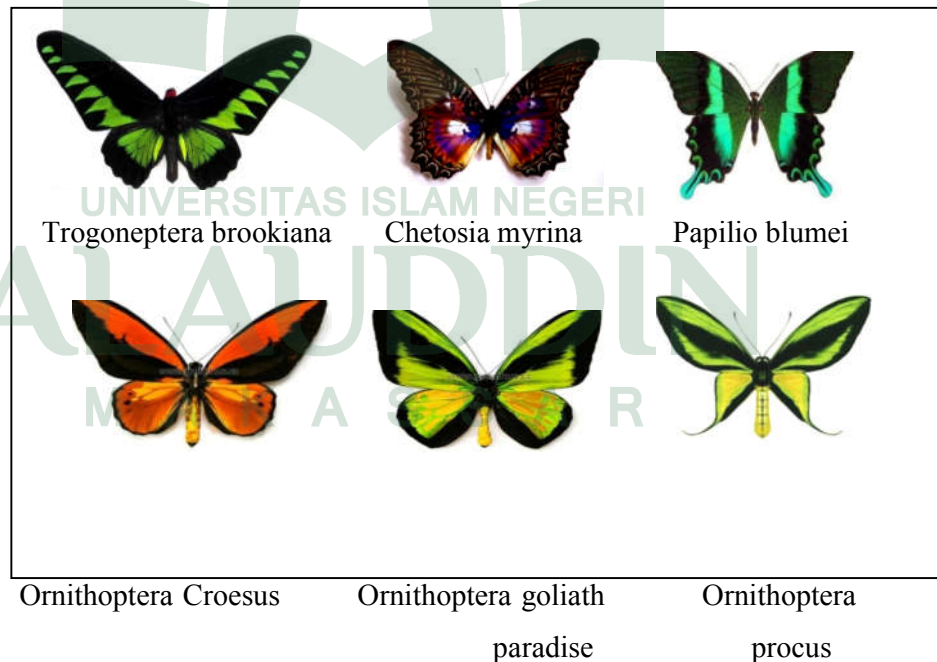 UNIVERSITAS ISLAM NEGERI
Trogoneptera brookiana Chetosia myrina Papilio blumei
ALAUDDIN
M A K A S S A R
Ornithoptera Croesus Ornithoptera goliath Ornithoptera
paradise procus